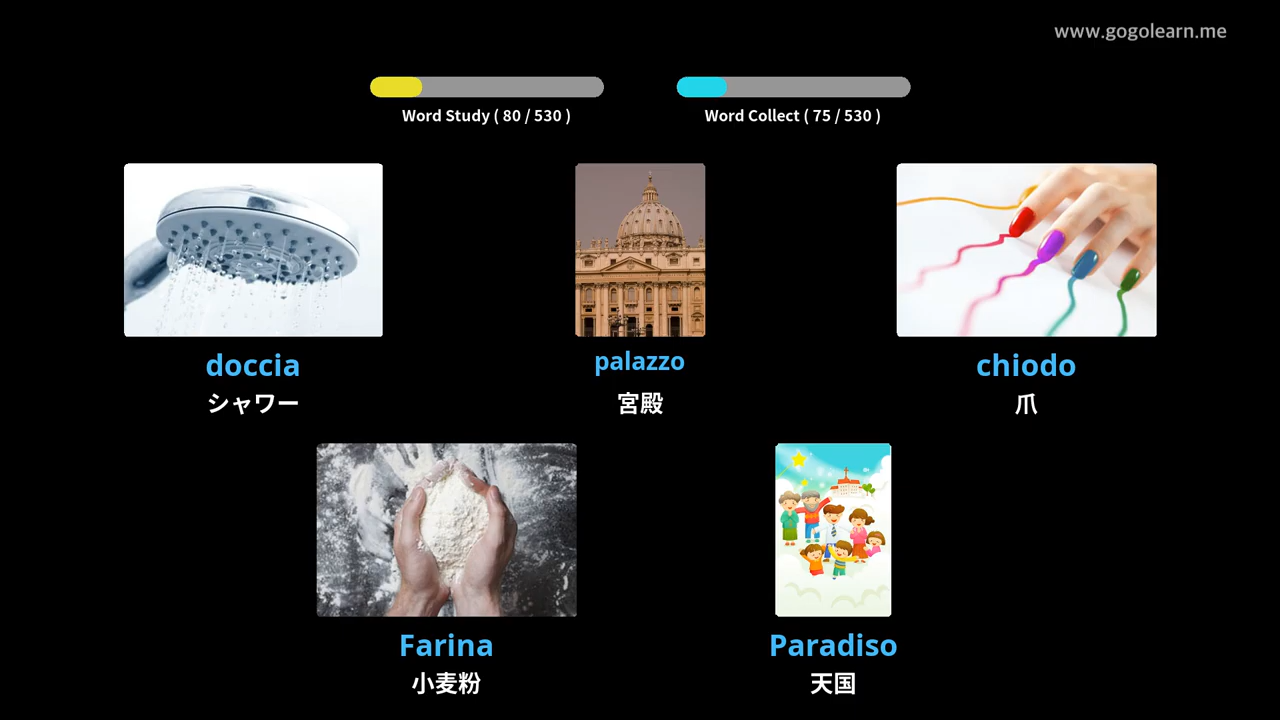 www.gogolearn.me
Word Study ( 80 / 530 )
Word Collect ( 75 / 530 )
doccia
シャワー
palazzo
宮殿
chiodo
爪
Farina
小麦粉
Paradiso
天国